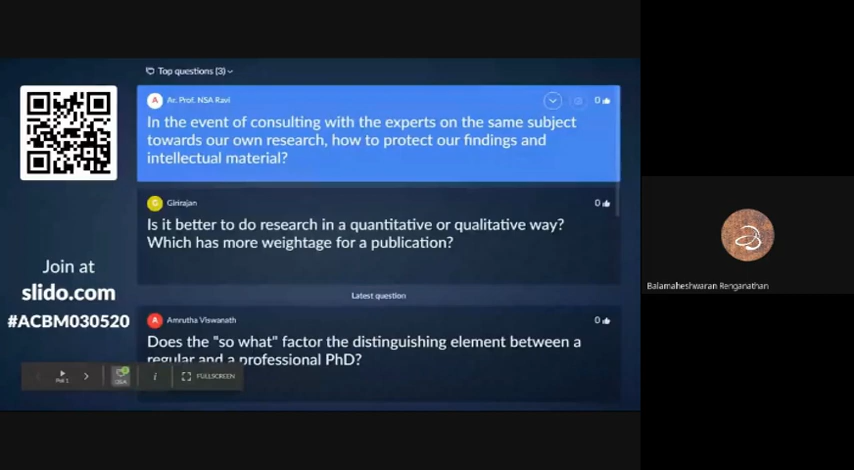 Top questions (3)
A
Ar. Prof. NSA Ravi
0
In the event of consulting with the experts on the same subject
towards our own research, how to protect our findings and
intellectual material?
G
Girirajan
0
Is it better to do research in a quantitative or qualitative way?
Which has more weightage for a publication?
Latest question
A
Amrutha Viswanath
0
Does the "so what" factor the distinguishing element between a
regular and a professional PhD?
Join at
slido.com
#ACBM030520
Poll 1
Q&A
i
FULLSCREEN
Balamaheshwaran Renganathan